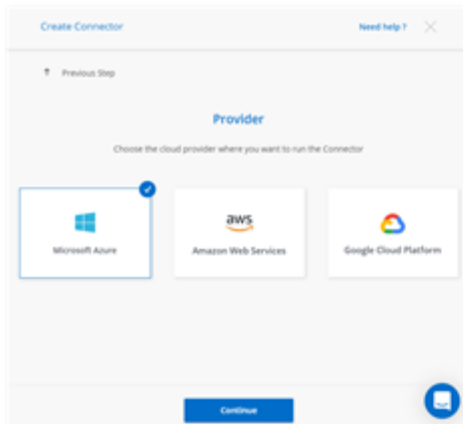 Create Connector
Need help ?
Previous Step
Provider
Choose the cloud provider where you want to run the Connector
Microsoft Azure
aws
Amazon Web Services
Google Cloud Platform
Continue